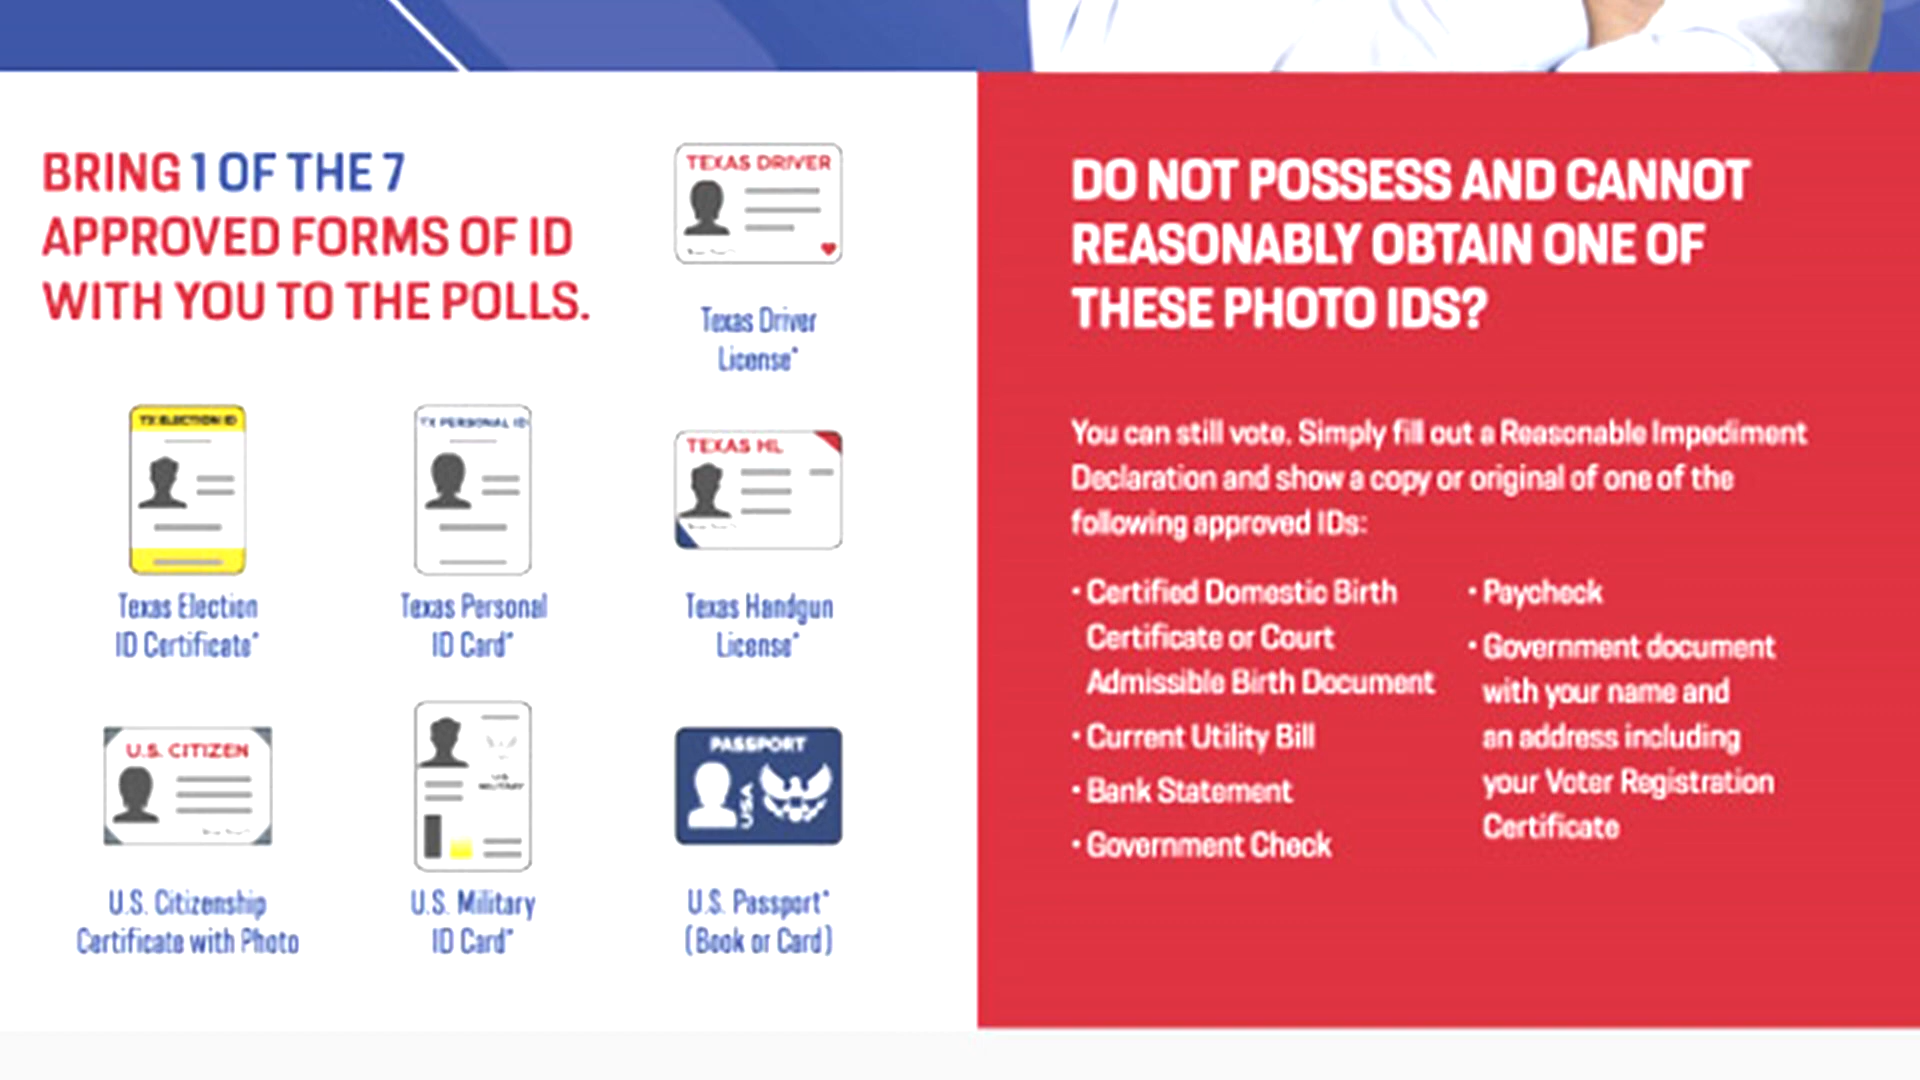 BRING 1 OF THE 7
APPROVED FORMS OF ID
WITH YOU TO THE POLLS.
TEXAS DRIVER
Texas Driver
License*
TX ELECTION ID
Texas Election
ID Certificate*
TX PERSONAL ID
Texas Personal
ID Card*
TEXAS HL
Texas Handgun
License*
U.S. CITIZEN
U.S. Citizenship
Certificate with Photo
U.S.
MILITARY
U.S. Military
ID Card*
PASSPORT
USA
U.S. Passport*
(Book or Card)
DO NOT POSSESS AND CANNOT
REASONABLY OBTAIN ONE OF
THESE PHOTO IDS?
You can still vote. Simply fill out a Reasonable Impediment
Declaration and show a copy or original of one of the
following approved IDs:
• Certified Domestic Birth
Certificate or Court
Admissible Birth Document
• Current Utility Bill
• Bank Statement
• Government Check
• Paycheck
• Government document
with your name and
an address including
your Voter Registration
Certificate